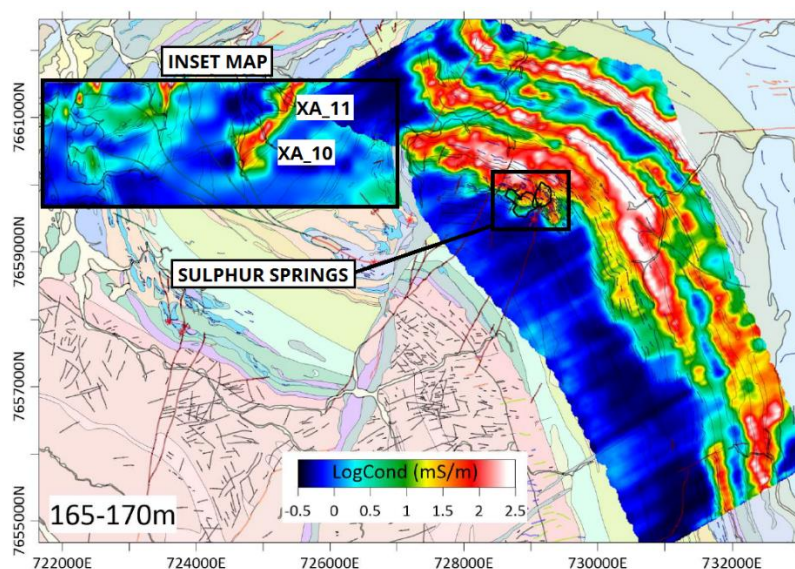 INSET MAP
XA_11
XA_10
SULPHUR SPRINGS
LogCond (mS/m)
-0.5 0 0.5 1 1.5 2 2.5
165-170m
7661000N
7659000N
7657000N
7655000N
722000E 724000E 726000E 728000E 730000E 732000E